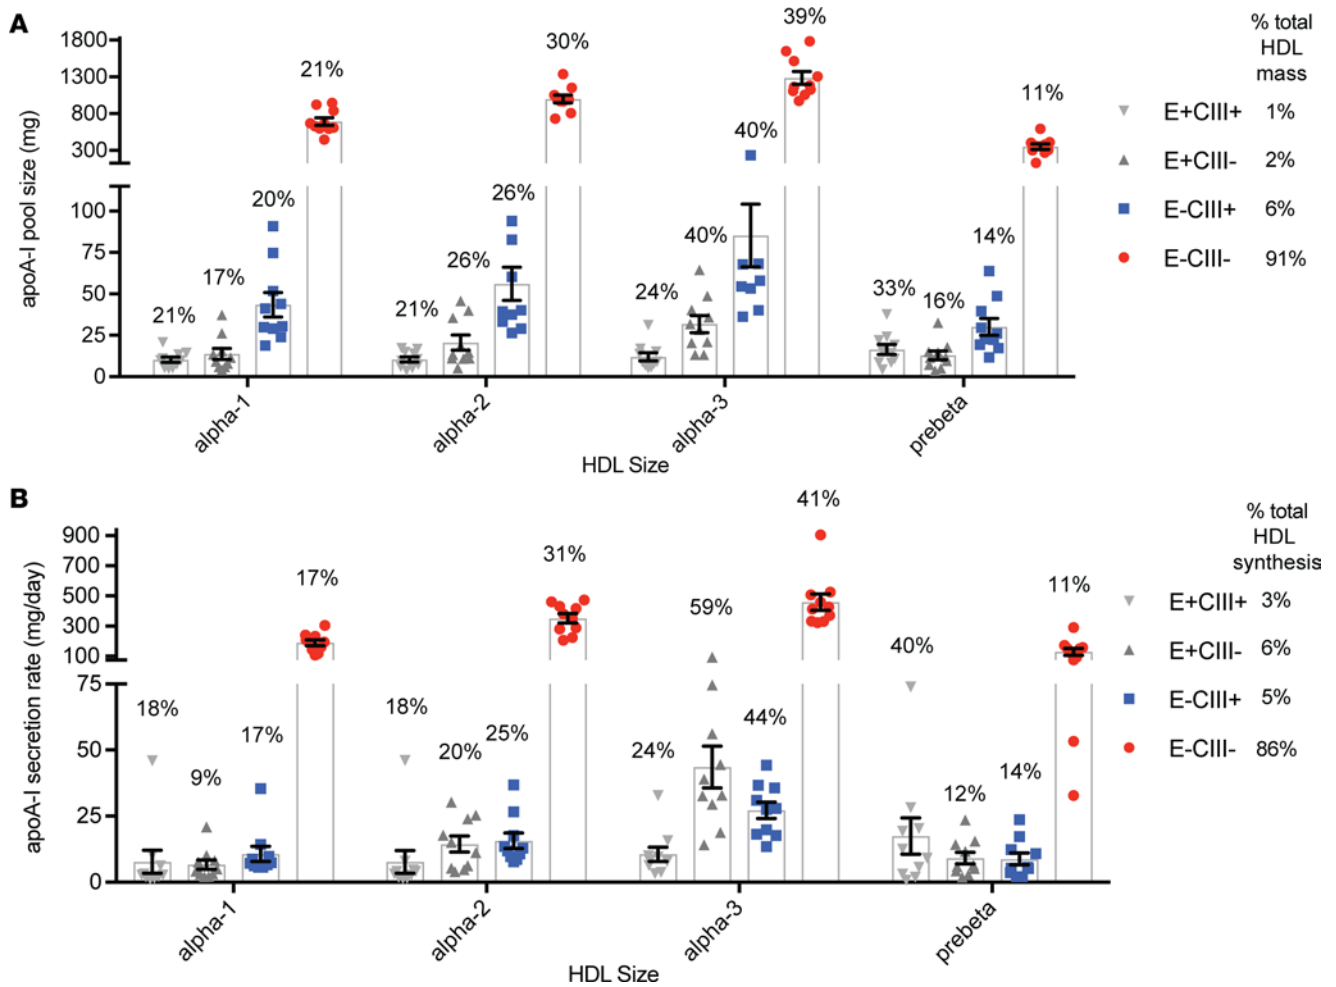 A
% total
HDL
mass
39%
30%
21%
11%
1800
1300
800
300
E+CIII+ 1%
E+CIII- 2%
E-CIII+ 6%
E-CIII- 91%
40%
20%
26%
40%
14%
17%
26%
21%
21%
24%
33%
16%
100
75
50
25
0
apoA-I pool size (mg)
alpha-1
alpha-2
alpha-3
prebeta
HDL Size
B
% total
HDL
synthesis
41%
31%
17%
11%
900
700
500
300
100
E+CIII+ 3%
E+CIII- 6%
E-CIII+ 5%
E-CIII- 86%
59%
40%
18%
18%
17%
25%
20%
44%
24%
9%
14%
12%
75
50
25
0
apoA-I secretion rate (mg/day)
alpha-1
alpha-2
alpha-3
prebeta
HDL Size